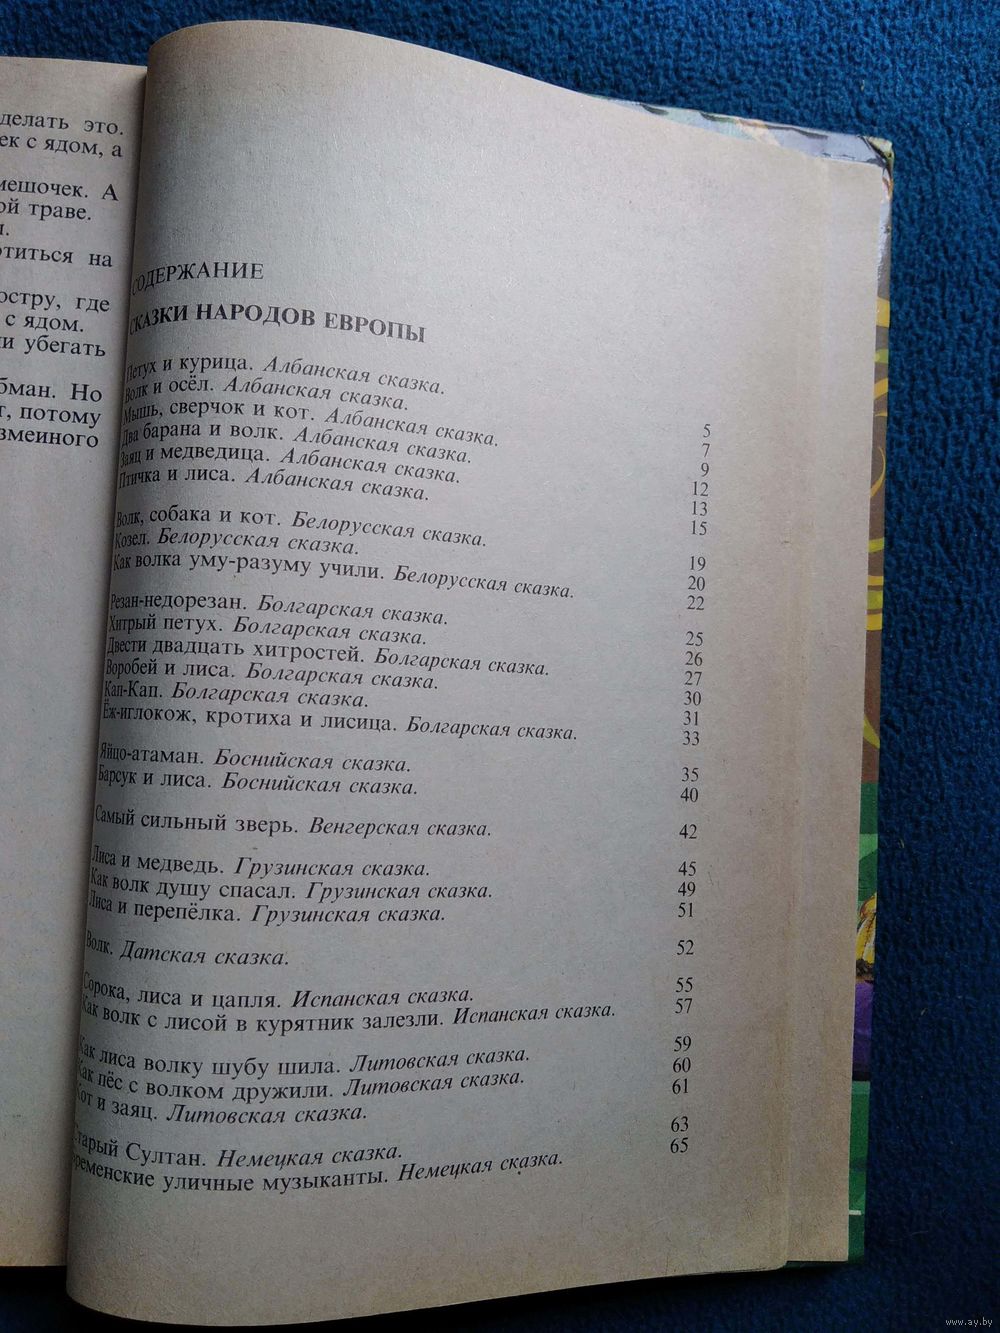 делать это.
ек с ядом, а
мешочек. А
ой траве.
отиться на
остру, где
с ядом.
ли убегать
бман. Но
т, потому
змеиного
СОДЕРЖАНИЕ
СКАЗКИ НАРОДОВ ЕВРОПЫ
Петух и курица. Албанская сказка. 5
Волк и осёл. Албанская сказка. 7
Мышь, сверчок и кот. Албанская сказка. 9
Два барана и волк. Албанская сказка. 12
Заяц и медведица. Албанская сказка. 13
Птичка и лиса. Албанская сказка. 15
Волк, собака и кот. Белорусская сказка. 19
Козел. Белорусская сказка. 20
Как волка уму-разуму учили. Белорусская сказка. 22
Резан-недорезан. Болгарская сказка. 25
Хитрый петух. Болгарская сказка. 26
Двести двадцать хитростей. Болгарская сказка. 27
Воробей и лиса. Болгарская сказка. 30
Кап-Кап. Болгарская сказка. 31
Ёж-иглокож, кротиха и лисица. Болгарская сказка. 33
Яйцо-атаман. Боснийская сказка. 35
Барсук и лиса. Боснийская сказка. 40
Самый сильный зверь. Венгерская сказка. 42
Лиса и медведь. Грузинская сказка. 45
Как волк душу спасал. Грузинская сказка. 49
Лиса и перепёлка. Грузинская сказка. 51
Волк. Датская сказка. 52
Сорока, лиса и цапля. Испанская сказка. 55
Как волк с лисой в курятник залезли. Испанская сказка. 57
Как лиса волку шубу шила. Литовская сказка. 59
Как пёс с волком дружили. Литовская сказка. 60
Кот и заяц. Литовская сказка. 61
Старый Султан. Немецкая сказка. 63
Бременские уличные музыканты. Немецкая сказка. 65
www.ay.by